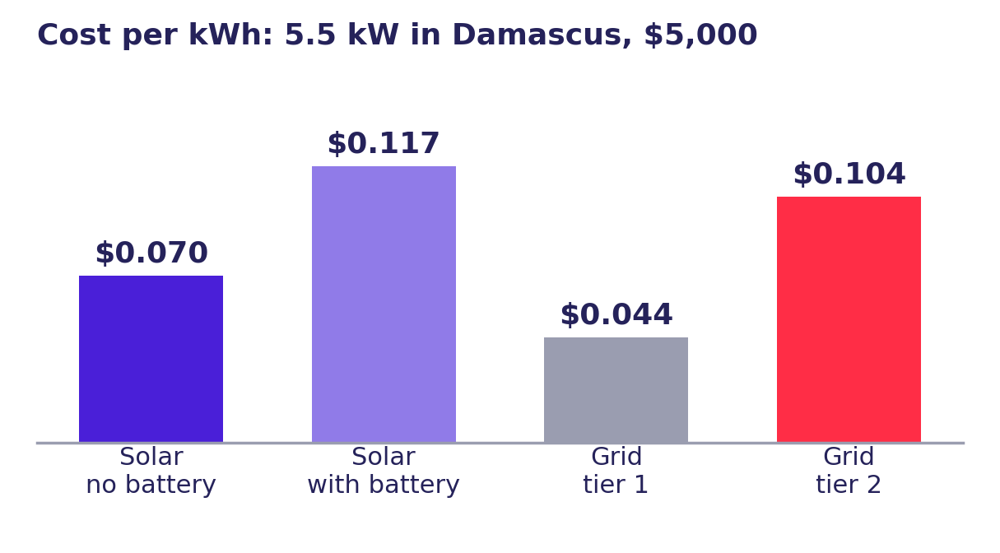 Cost per kWh: 5.5 kW in Damascus, $5,000
$0.070
$0.117
$0.044
$0.104
Solar
no battery
Solar
with battery
Grid
tier 1
Grid
tier 2